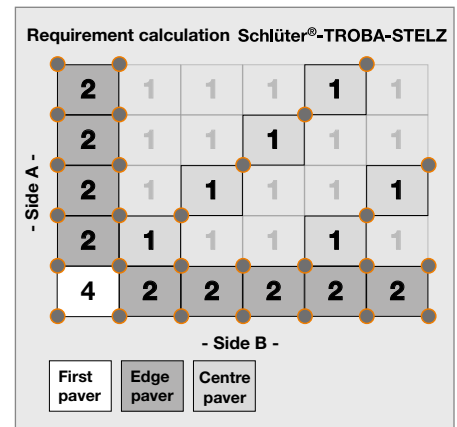 Requirement calculation Schlüter®-TROBA-STELZ
2 1 1 1 1 1
2 1 1 1 1 1
2 1 1 1 1 1
2 1 1 1 1 1
4 2 2 2 2 2
- Side A -
- Side B -
First paver
Edge paver
Centre paver